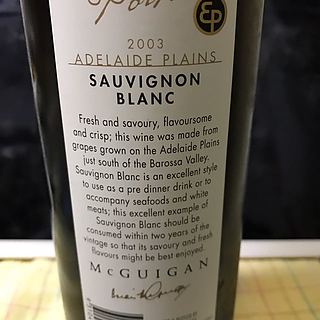 EP
2003
ADELAIDE PLAINS
SAUVIGNON
BLANC
Fresh and savoury, flavoursome
and crisp; this wine was made from
grapes grown on the Adelaide Plains
just south of the Barossa Valley.
Sauvignon Blanc is an excellent style
to use as a pre dinner drink or to
accompany seafoods and white
meats; this excellent example of
Sauvignon Blanc should be
consumed within two years of the
vintage so that its savoury and fresh
flavours might be best enjoyed.
McGUIGAN